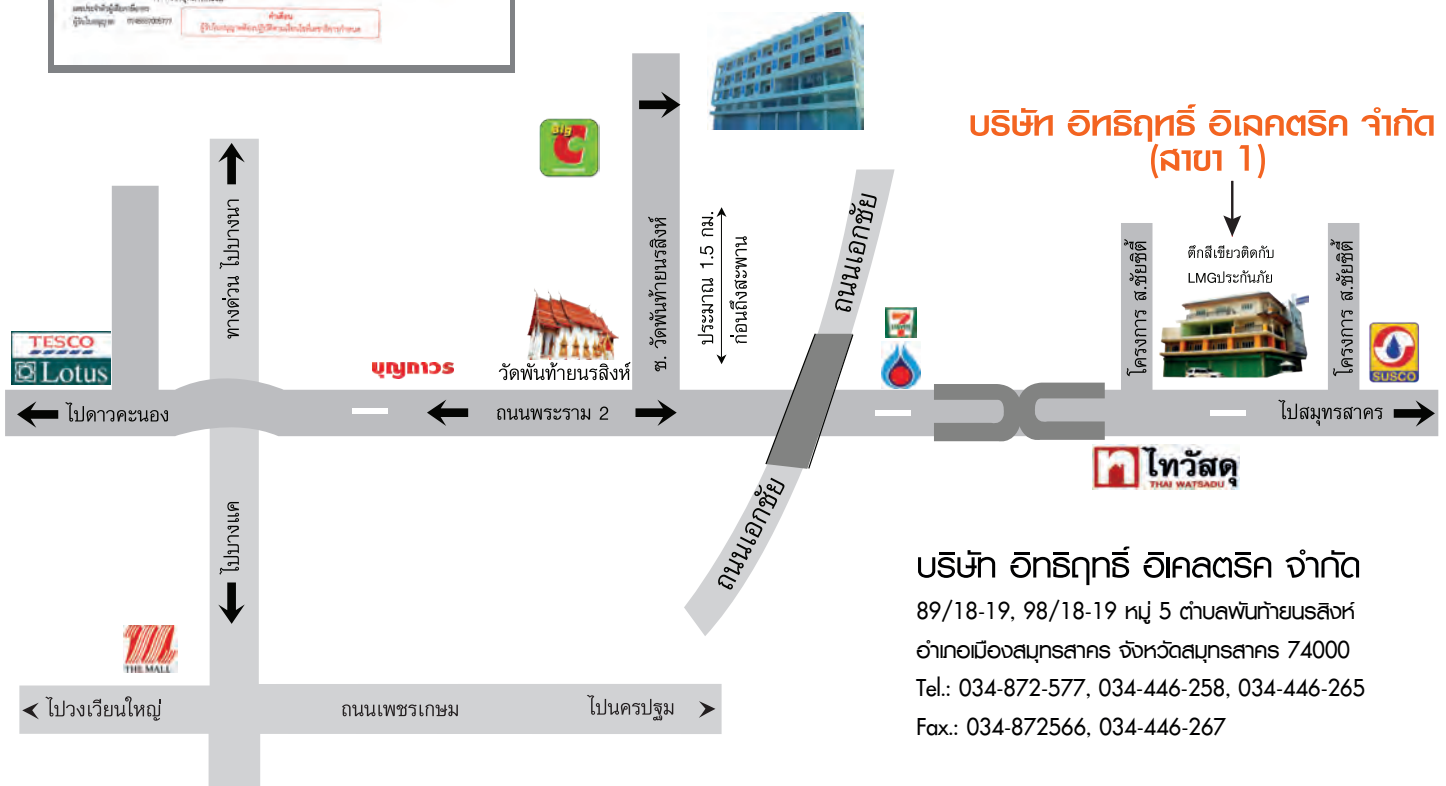 คำเตือน
Big C
บริษัท อิทธิฤทธิ์ อิเลคตริค จำกัด
(สาขา 1)
ทางด่วน ไปบางนา
ซ. วัดพันท้ายนรสิงห์
ประมาณ 1.5 กม.
ก่อนถึงสะพาน
ถนนเอกชัย
โครงการ ส.ชัยชิตี้
ตึกสีเขียวติดกับ
LMGประกันภัย
โครงการ ส.ชัยชิตี้
TESCO
Lotus
บุญถาวร
วัดพันท้ายนรสิงห์
7 ELEVEN
SUSCO
ไปดาวคะนอง
ถนนพระราม 2
ไปสมุทรสาคร
ไทวัสดุ
THAI WATSADU
ไปบางแค
ถนนเอกชัย
THE MALL
ไปวงเวียนใหญ่
ถนนเพชรเกษม
ไปนครปฐม
บริษัท อิทธิฤทธิ์ อิเคลตริค จำกัด
89/18-19, 98/18-19 หมู่ 5 ตำบลพันท้ายนรสิงห์
อำเภอเมืองสมุทรสาคร จังหวัดสมุทรสาคร 74000
Tel.: 034-872-577, 034-446-258, 034-446-265
Fax.: 034-872566, 034-446-267